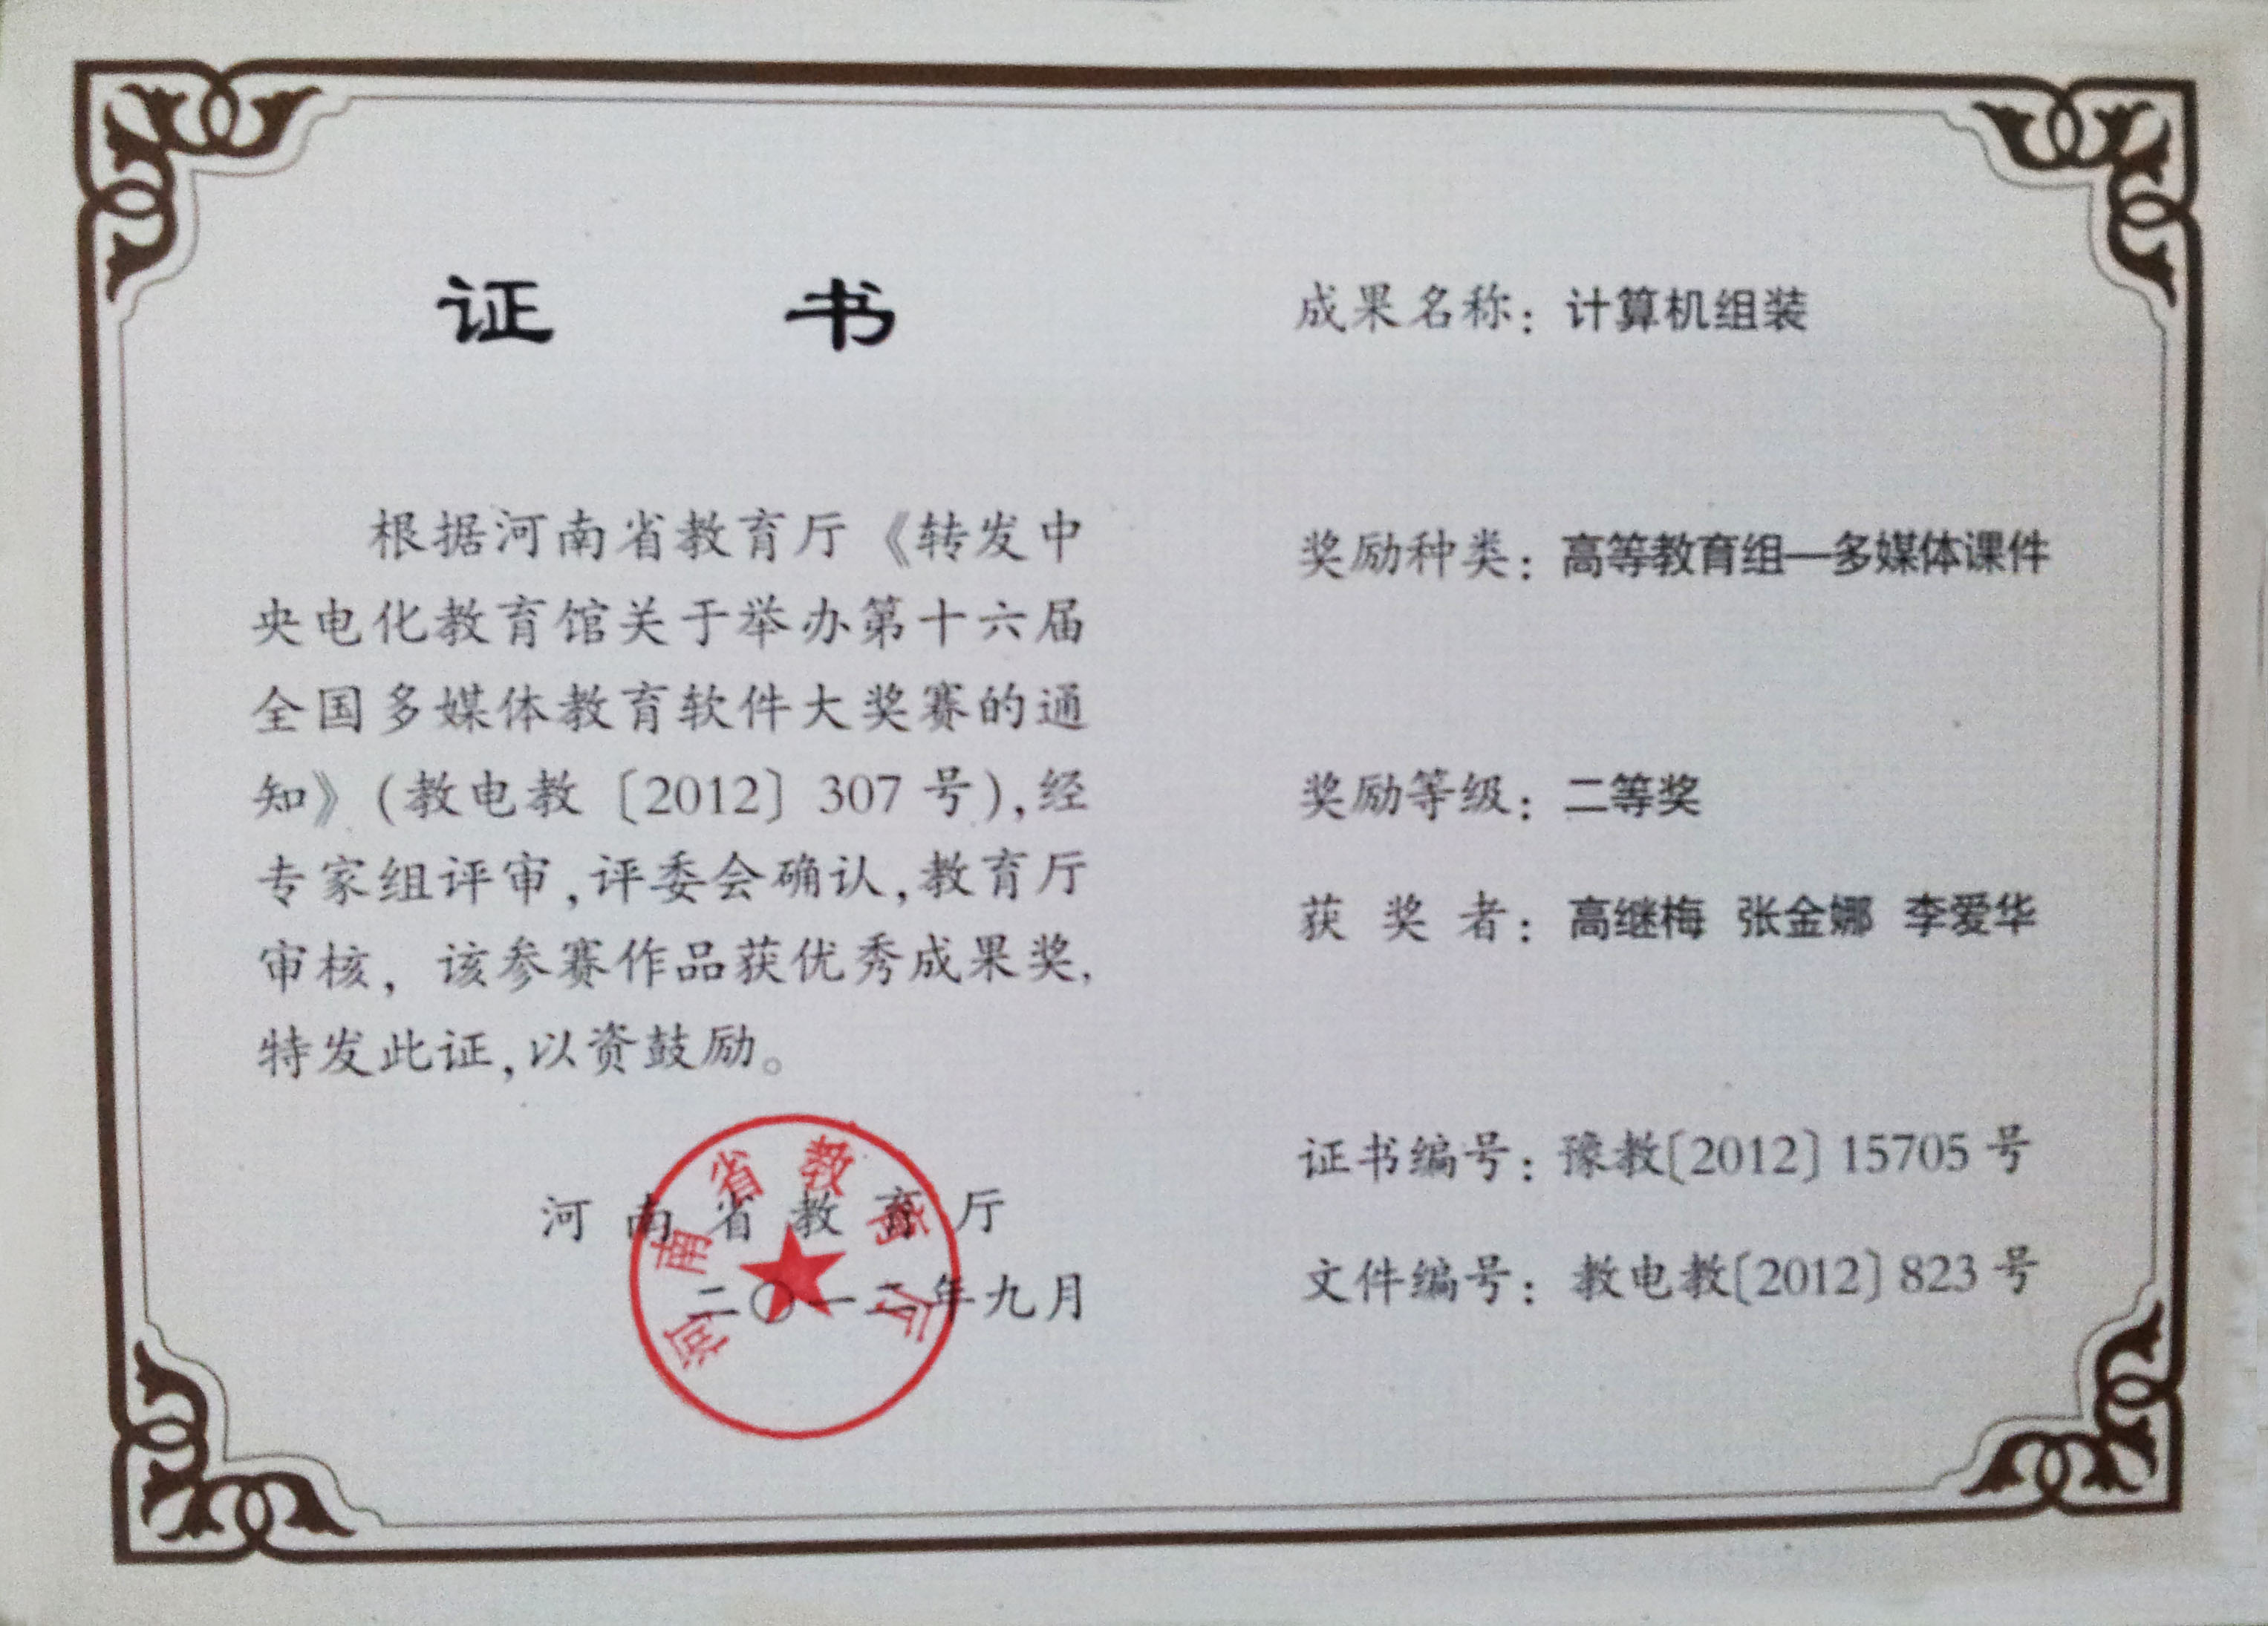 证 书
根据河南省教育厅《转发中
央电化教育馆关于举办第十六届
全国多媒体教育软件大奖赛的通
知》(教电教〔2012〕307号),经
专家组评审,评委会确认,教育厅
审核,该参赛作品获优秀成果奖,
特发此证,以资鼓励。
河南省教育厅
二〇一二年九月
河南省教育厅
成果名称:计算机组装
奖励种类:高等教育组—多媒体课件
奖励等级:二等奖
获奖者:高继梅 张金娜 李爱华
证书编号:豫教〔2012〕15705号
文件编号:教电教〔2012〕823号